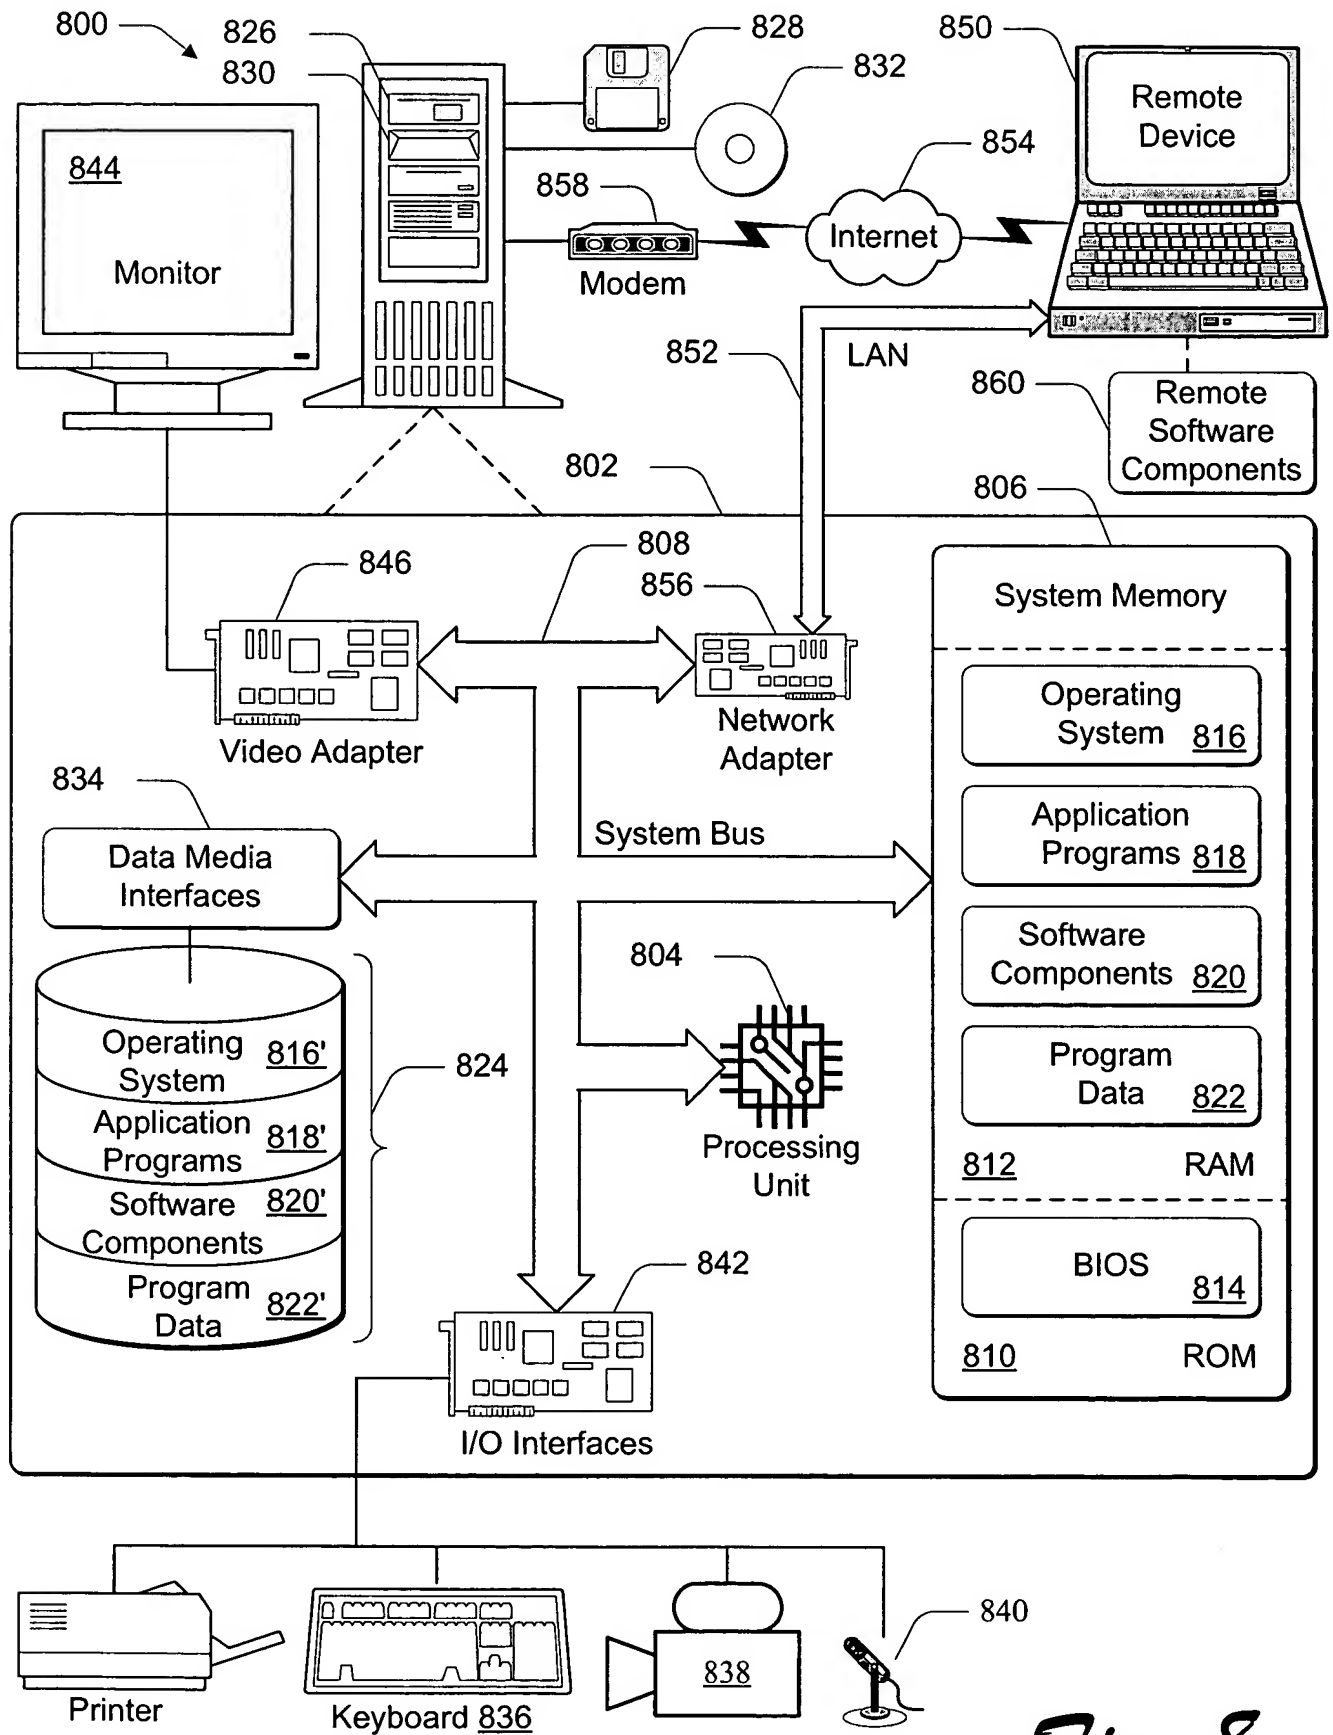 800
826
830
828
832
850
Remote
Device
844
Monitor
858
Modem
854
Internet
852
LAN
860
Remote
Software
Components
802
806
808
846
856
Video Adapter
Network
Adapter
System Memory
Operating
System 816
Application
Programs 818
Software
Components 820
Program
Data 822
812 RAM
BIOS
814
810 ROM
834
Data Media
Interfaces
System Bus
804
Processing
Unit
Operating
System 816'
Application
Programs 818'
Software
Components 820'
Program
Data 822'
824
842
I/O Interfaces
Printer
Keyboard 836
838
840